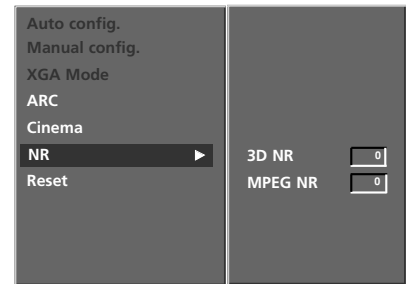 Auto config.
Manual config.
XGA Mode
ARC
Cinema
NR
Reset
3D NR 0
MPEG NR 0